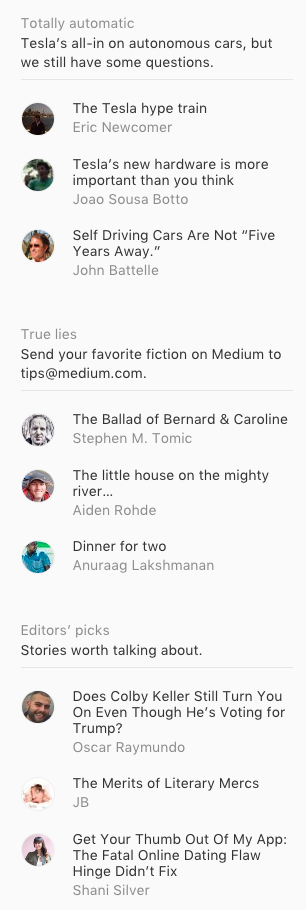 Totally automatic
Tesla's all-in on autonomous cars, but
we still have some questions.
The Tesla hype train
Eric Newcomer
Tesla's new hardware is more
important than you think
Joao Sousa Botto
Self Driving Cars Are Not “Five
Years Away.”
John Battelle
True lies
Send your favorite fiction on Medium to
tips@medium.com.
The Ballad of Bernard & Caroline
Stephen M. Tomic
The little house on the mighty
river…
Aiden Rohde
Dinner for two
Anuraag Lakshmanan
Editors’ picks
Stories worth talking about.
Does Colby Keller Still Turn You
On Even Though He’s Voting for
Trump?
Oscar Raymundo
The Merits of Literary Mercs
JB
Get Your Thumb Out Of My App:
The Fatal Online Dating Flaw
Hinge Didn’t Fix
Shani Silver